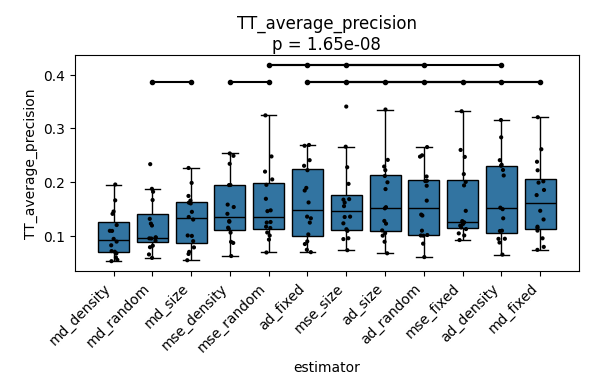 TT_average_precision
p = 1.65e-08
TT_average_precision
0.4
0.3
0.2
0.1
md_density
md_random
md_size
mse_density
mse_random
ad_fixed
mse_size
ad_size
ad_random
mse_fixed
ad_density
md_fixed
estimator